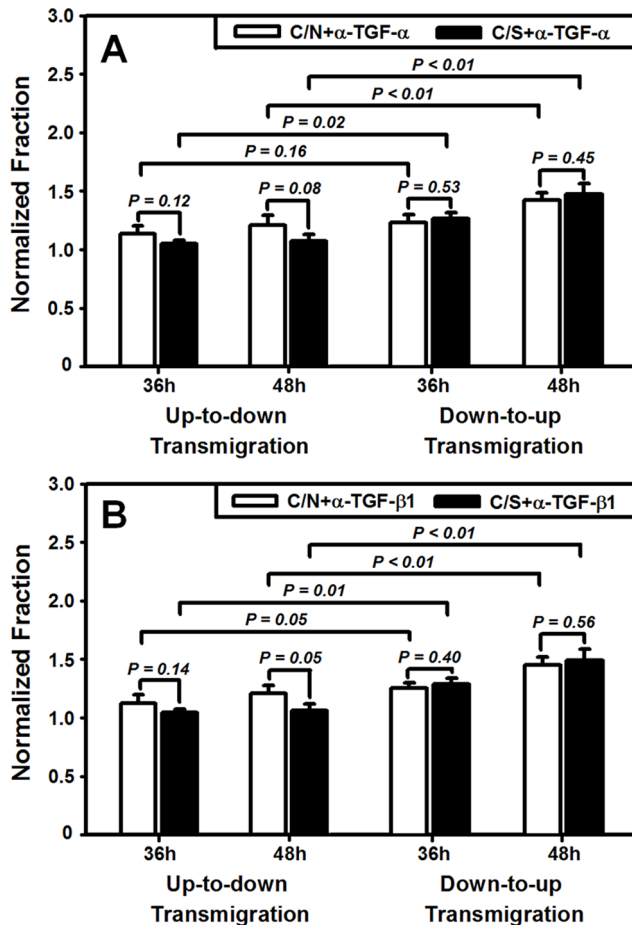 A
C/N+α-TGF-α C/S+α-TGF-α
Normalized Fraction
3.0
2.5
2.0
1.5
1.0
0.5
0
P < 0.01
P < 0.01
P = 0.02
P = 0.16
P = 0.12 P = 0.08 P = 0.53 P = 0.45
36h 48h 36h 48h
Up-to-down Down-to-up
Transmigration Transmigration
B
C/N+α-TGF-β1 C/S+α-TGF-β1
Normalized Fraction
3.0
2.5
2.0
1.5
1.0
0.5
0
P < 0.01
P < 0.01
P = 0.01
P = 0.05
P = 0.14 P = 0.05 P = 0.40 P = 0.56
36h 48h 36h 48h
Up-to-down Down-to-up
Transmigration Transmigration